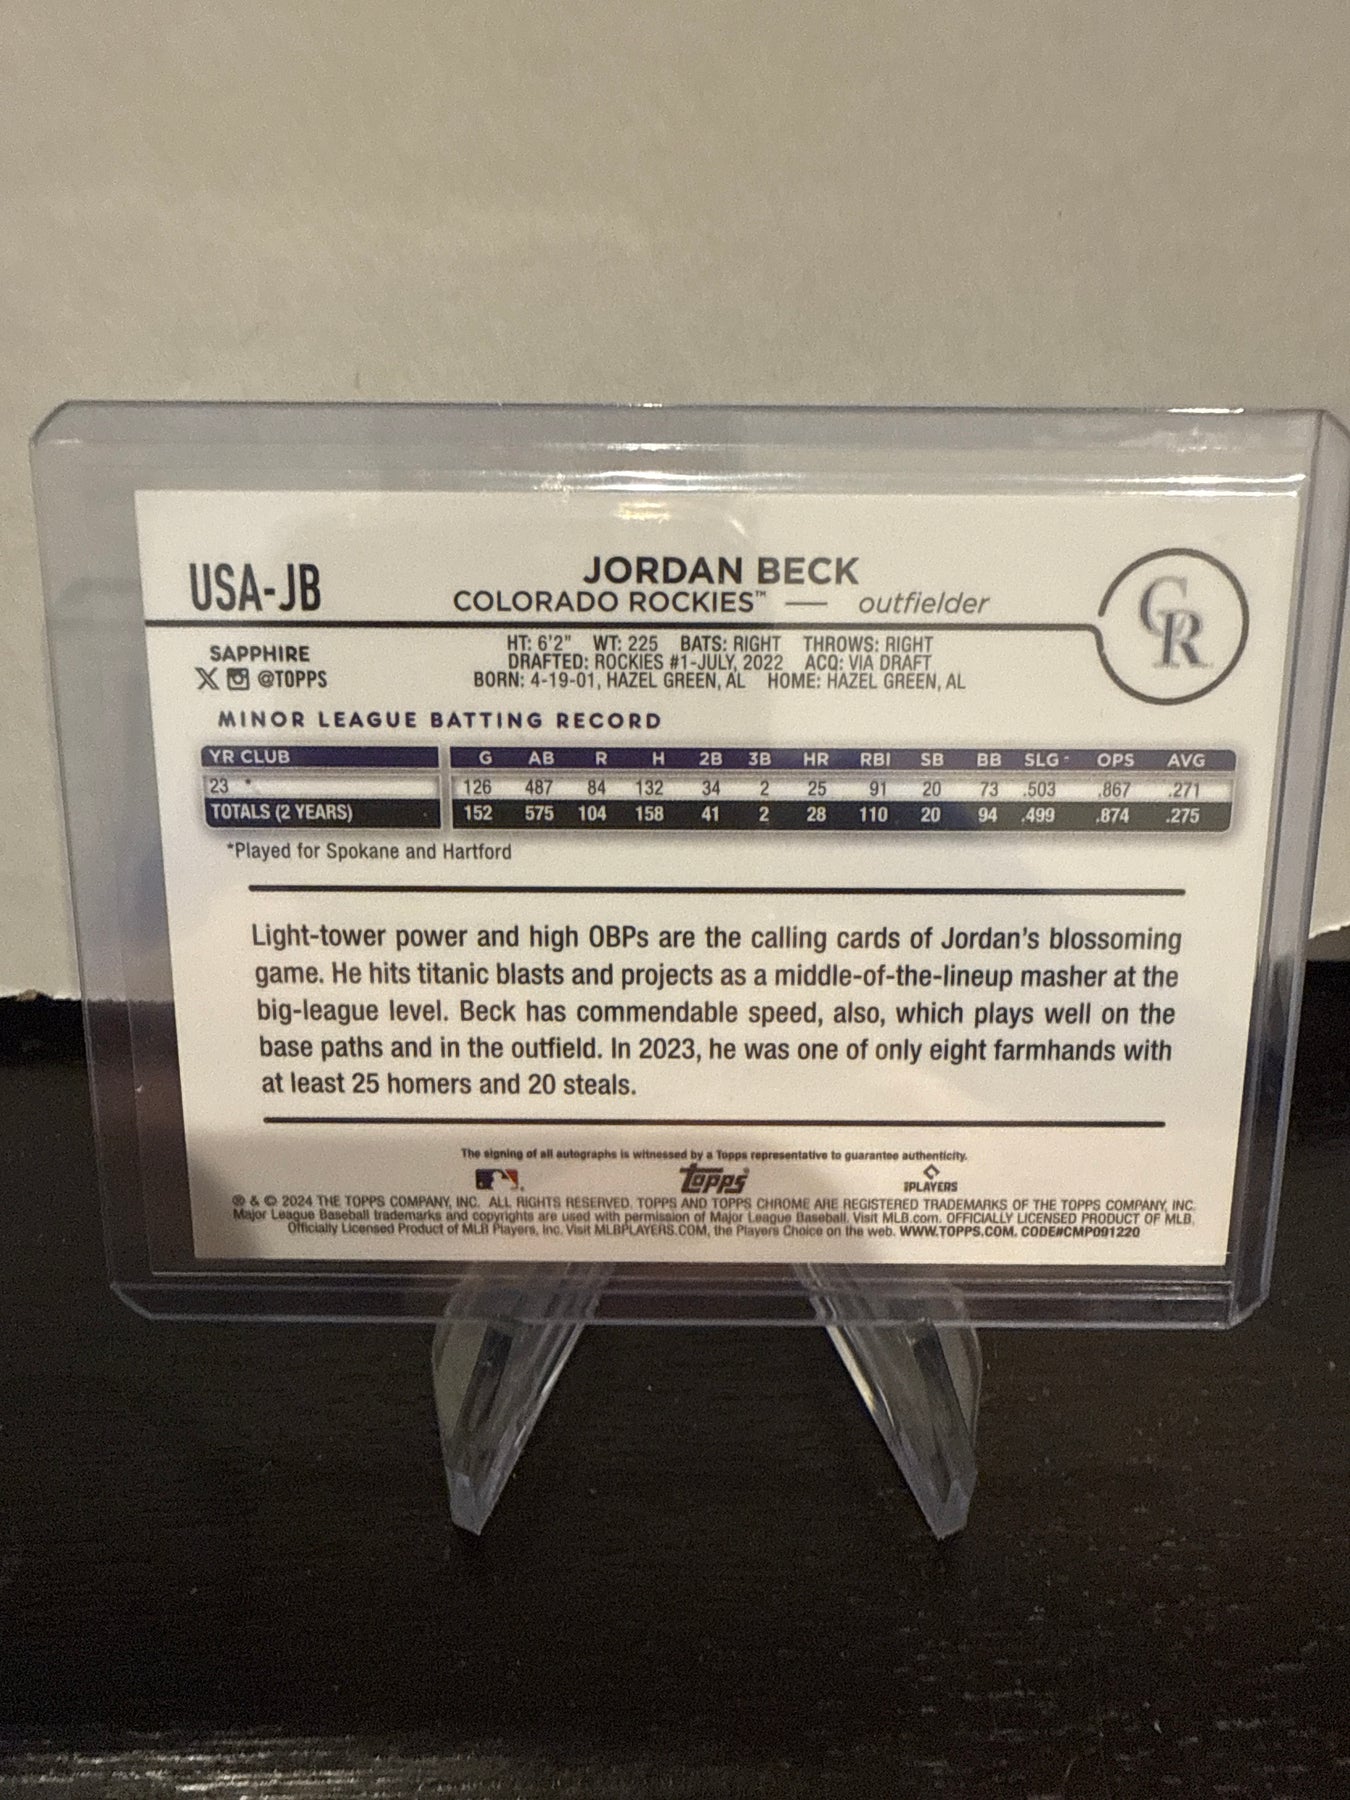 USA-JB
JORDAN BECK
COLORADO ROCKIES™ — outfielder
CR
SAPPHIRE
X @TOPPS
HT: 6'2" WT: 225 BATS: RIGHT THROWS: RIGHT
DRAFTED: ROCKIES #1-JULY, 2022 ACQ: VIA DRAFT
BORN: 4-19-01, HAZEL GREEN, AL HOME: HAZEL GREEN, AL
MINOR LEAGUE BATTING RECORD
YR CLUB G AB R H 2B 3B HR RBI SB BB SLG OPS AVG
23 * 126 487 84 132 34 2 25 91 20 73 .503 .867 .271
TOTALS (2 YEARS) 152 575 104 158 41 2 28 110 20 94 .499 .874 .275
*Played for Spokane and Hartford
Light-tower power and high OBPs are the calling cards of Jordan's blossoming
game. He hits titanic blasts and projects as a middle-of-the-lineup masher at the
big-league level. Beck has commendable speed, also, which plays well on the
base paths and in the outfield. In 2023, he was one of only eight farmhands with
at least 25 homers and 20 steals.
The signing of all autographs is witnessed by a Topps representative to guarantee authenticity.
Topps
PLAYERS
® & © 2024 THE TOPPS COMPANY, INC. ALL RIGHTS RESERVED. TOPPS AND TOPPS CHROME ARE REGISTERED TRADEMARKS OF THE TOPPS COMPANY, INC.
Major League Baseball trademarks and copyrights are used with permission of Major League Baseball. Visit MLB.com. OFFICIALLY LICENSED PRODUCT OF MLB
Officially Licensed Product of MLB Players, Inc. Visit MLBPLAYERS.COM, the Players Choice on the web. WWW.TOPPS.COM. CODE#CMP091220